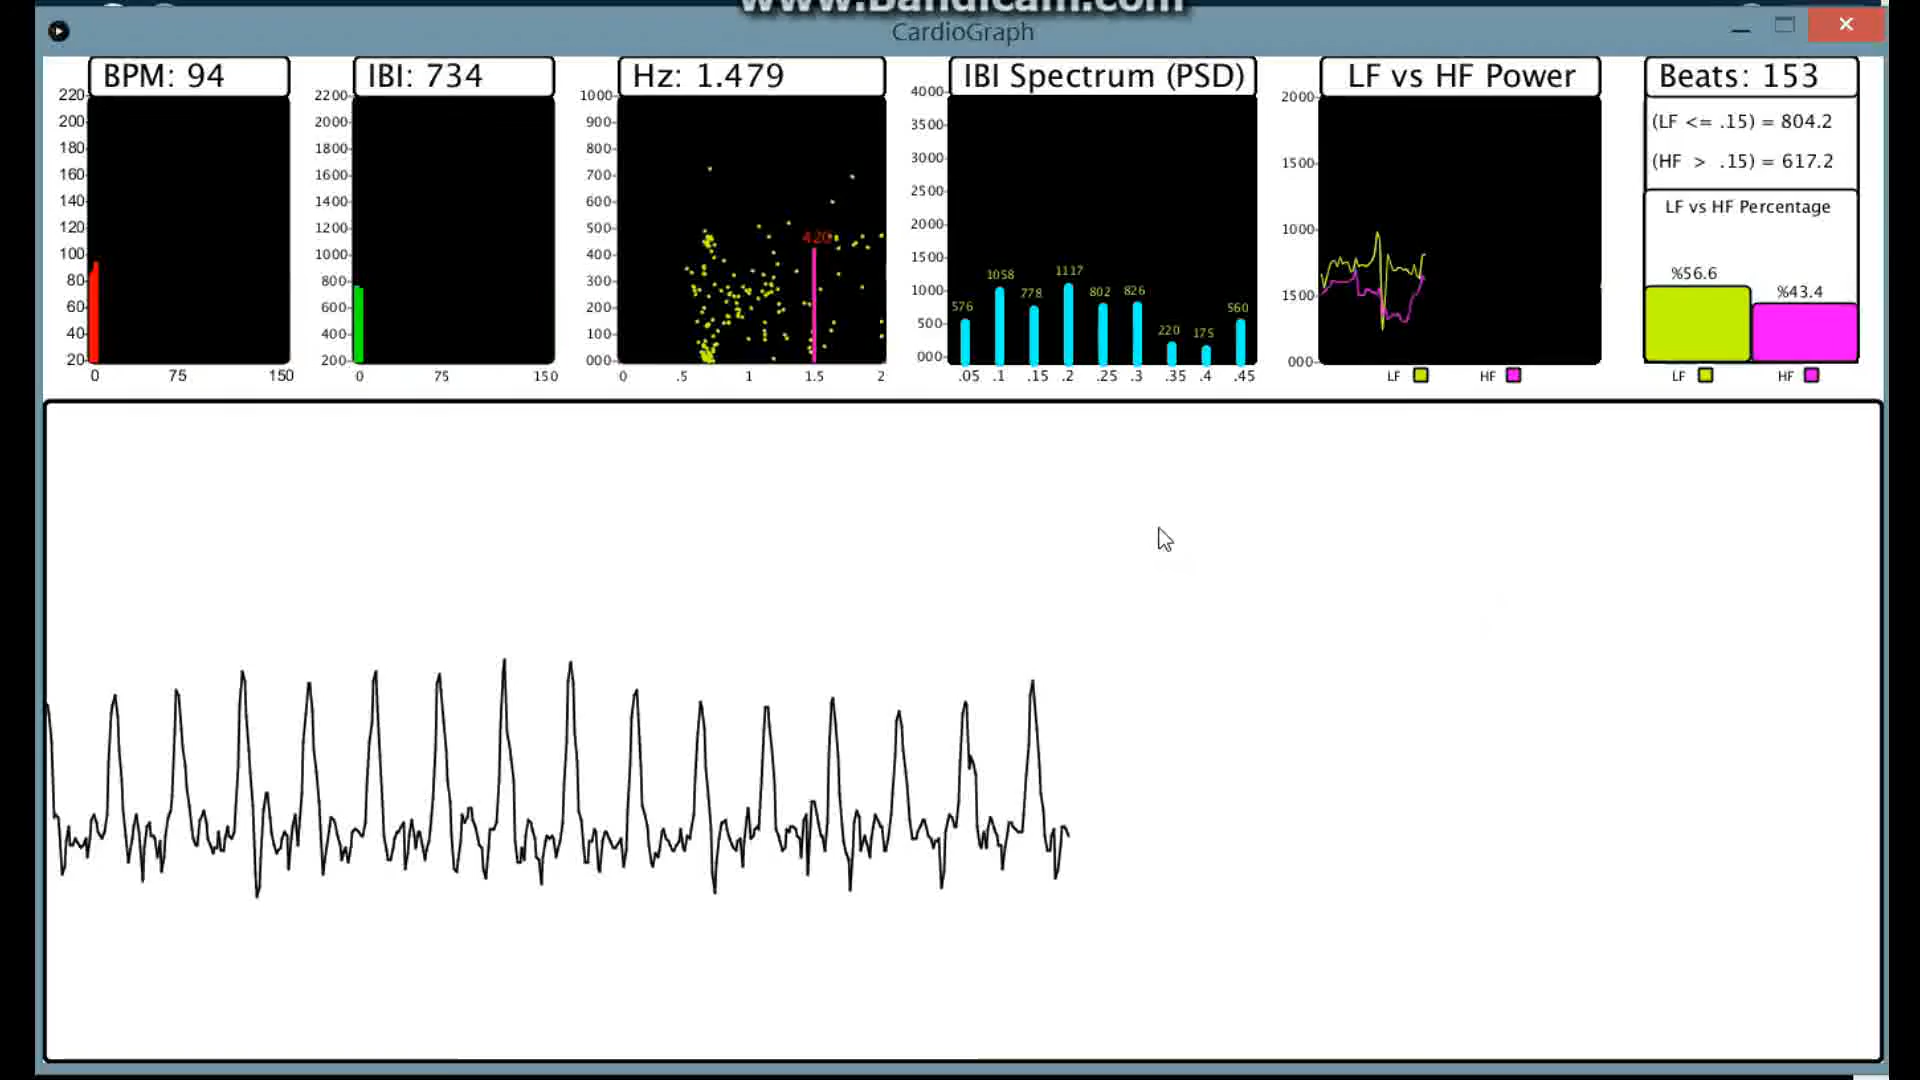 www.Bandicam.com
CardioGraph
BPM: 94
220
200
180
160
140
120
100
80
60
40
20
0 75 150
IBI: 734
2200
2000
1800
1600
1400
1200
1000
800
600
400
200
0 75 150
Hz: 1.479
1000
900
800
700
600
500
400
300
200
100
000
420
0 .5 1 1.5 2
IBI Spectrum (PSD)
4000
3500
3000
2500
2000
1500
1000
500
000
576 1058 778 1117 802 826 220 175 560
.05 .1 .15 .2 .25 .3 .35 .4 .45
LF vs HF Power
2000
1500
1000
1500
000
LF HF
Beats: 153
(LF <= .15) = 804.2
(HF > .15) = 617.2
LF vs HF Percentage
%56.6
%43.4
LF HF